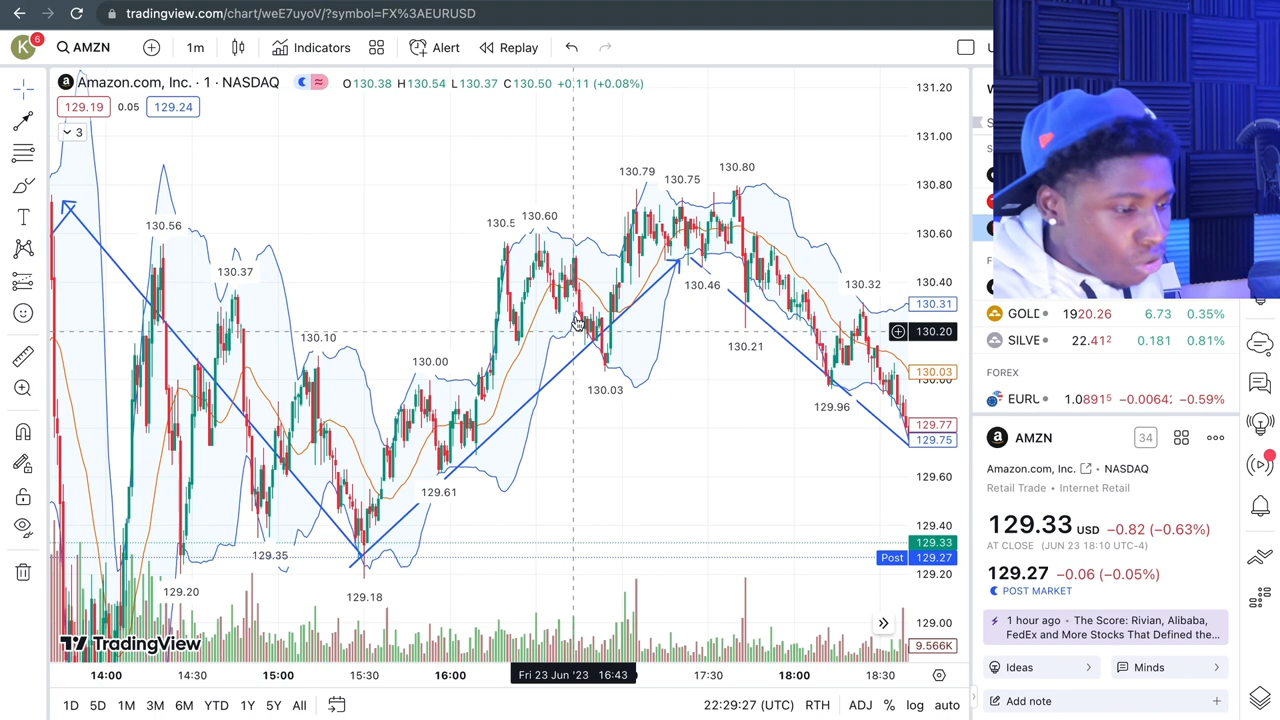 tradingview.com/chart/weE7uyoV/?symbol=FX%3AEURUSD
K 6 AMZN 1m Indicators Alert Replay
Amazon.com, Inc. · 1 · NASDAQ O130.38 H130.54 L130.37 C130.50 +0.11 (+0.08%)
129.19 0.05 129.24
3
131.20
131.00
130.80
130.60
130.40
130.31
130.20
130.03
130.00
129.77
129.75
129.60
129.40
129.33
Post 129.27
129.20
129.00
9.566K
130.56
130.37
130.10
130.00
129.35
129.20
129.18
129.61
130.5
130.60
130.03
130.79
130.75
130.80
130.46
130.21
129.96
130.32
TradingView
14:00 14:30 15:00 15:30 16:00 Fri 23 Jun '23 16:43 17:30 18:00 18:30
1D 5D 1M 3M 6M YTD 1Y 5Y All 22:29:27 (UTC) RTH ADJ % log auto
GOLE 1920.26 6.73 0.35%
SILVE 22.412 0.181 0.81%
FOREX
EURL 1.08915 −0.0064 −0.59%
AMZN 34
Amazon.com, Inc. • NASDAQ
Retail Trade • Internet Retail
129.33 USD −0.82 (−0.63%)
AT CLOSE (JUN 23 18:10 UTC-4)
129.27 −0.06 (−0.05%)
POST MARKET
1 hour ago • The Score: Rivian, Alibaba,
FedEx and More Stocks That Defined the...
Ideas Minds
Add note